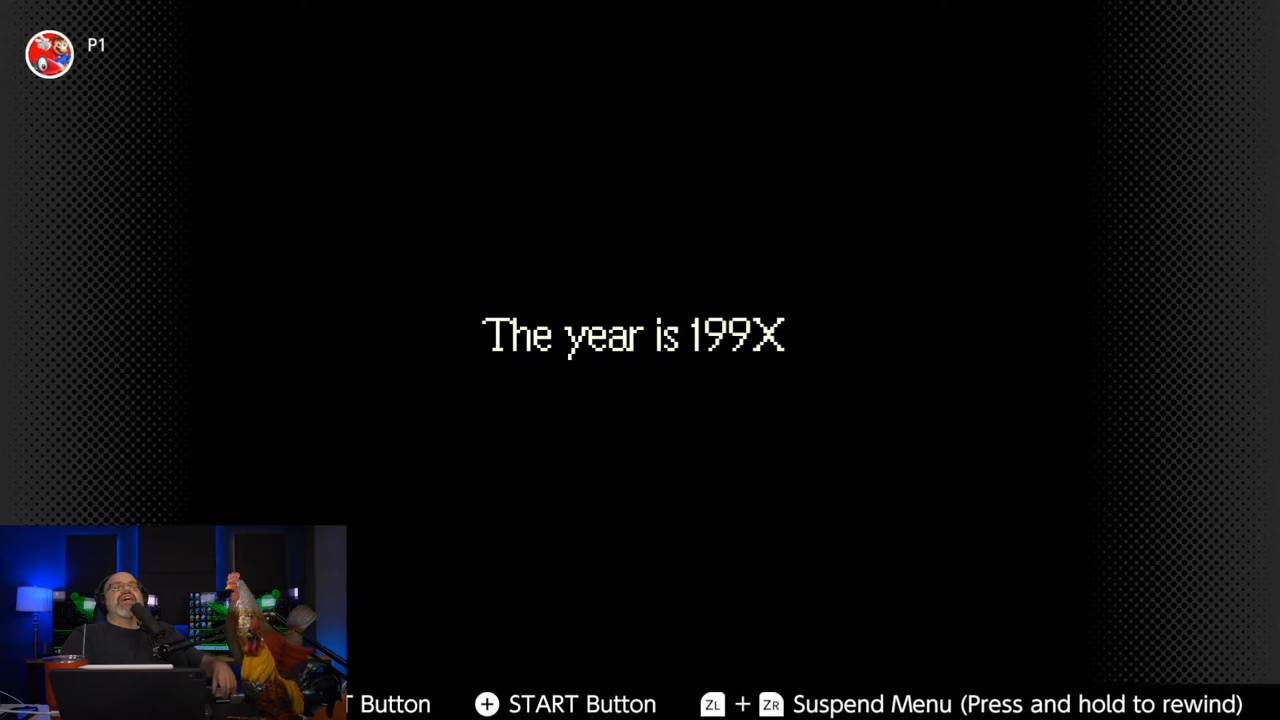 P1
The year is 199X
T Button + START Button ZL + ZR Suspend Menu (Press and hold to rewind)